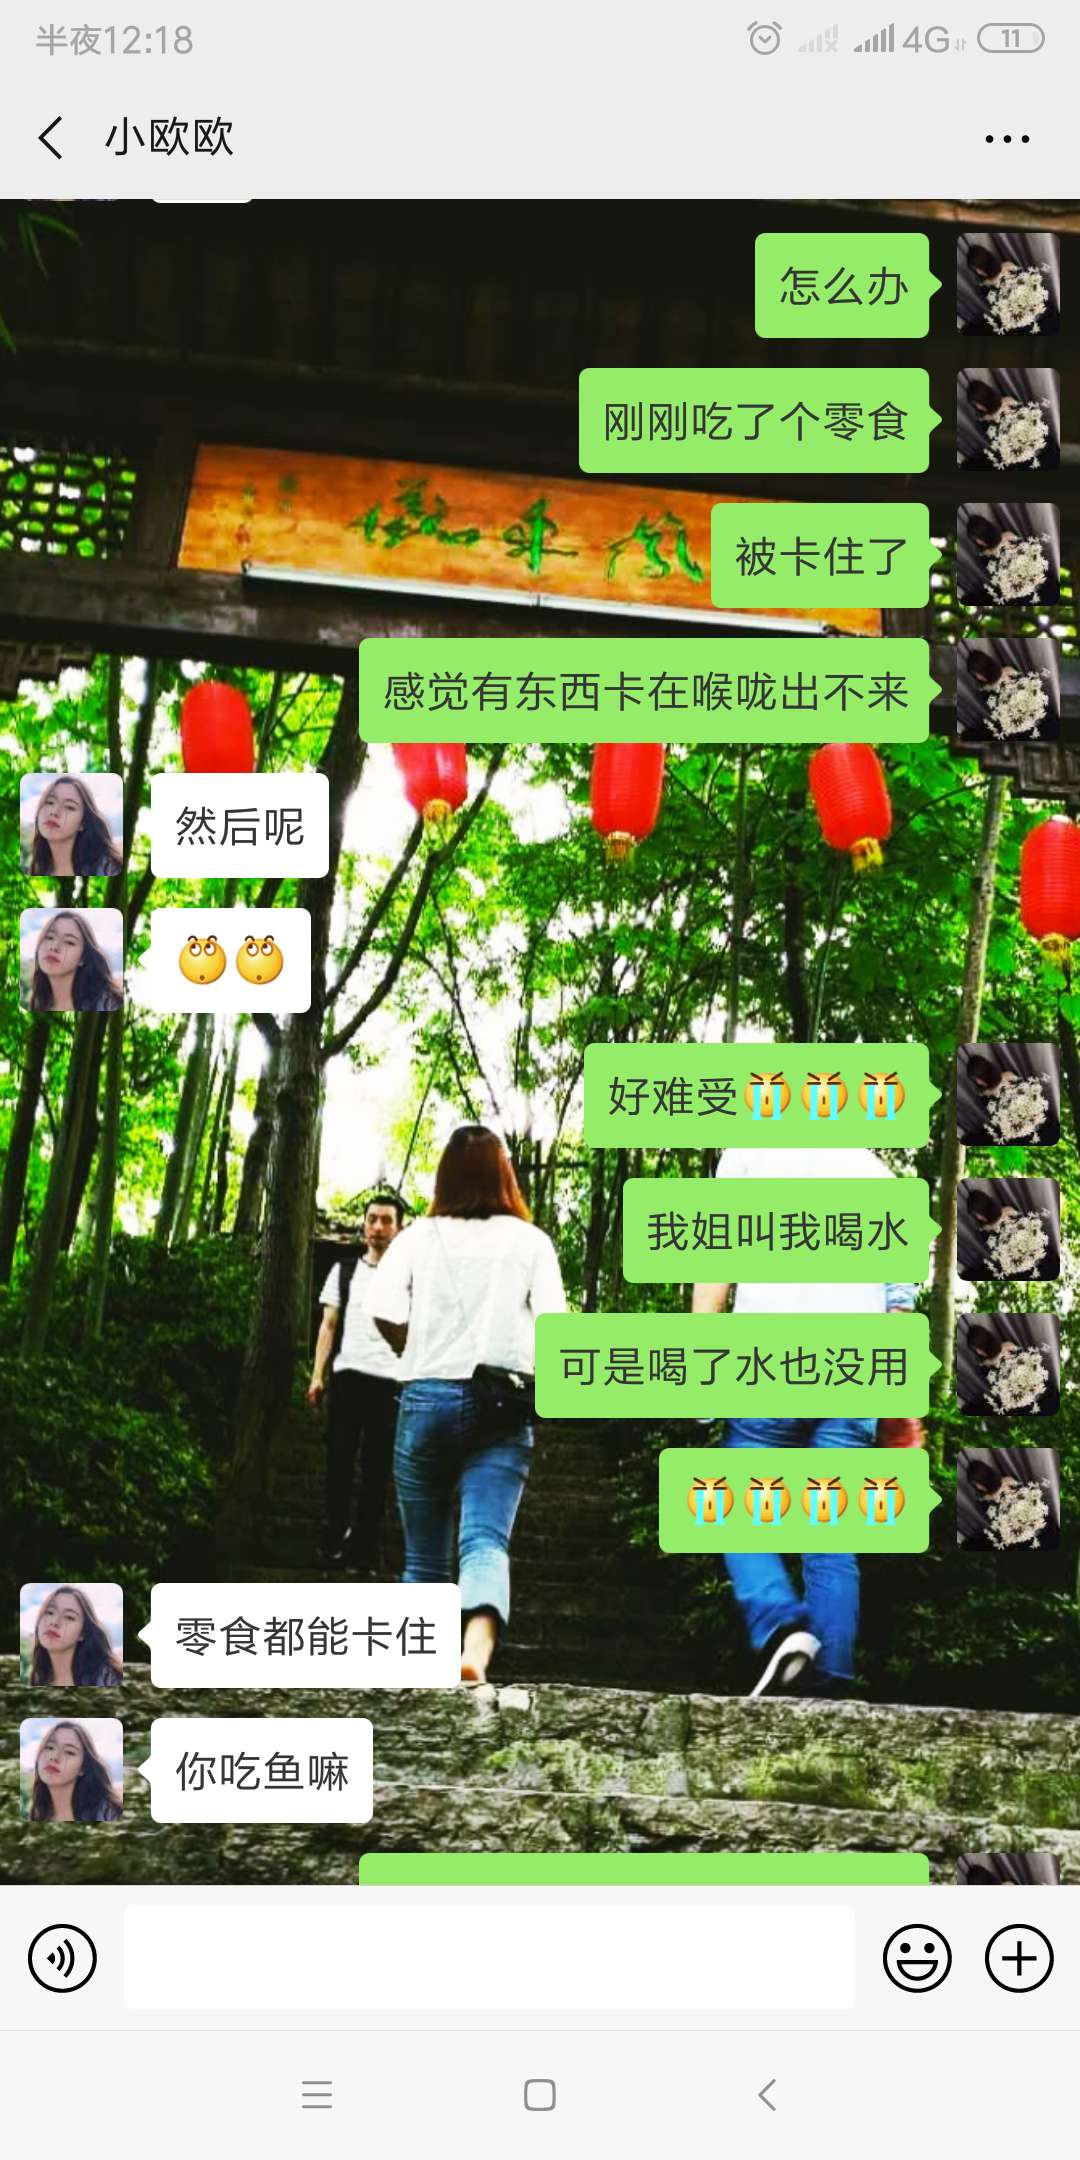 半夜12:18
4G
11
小欧欧
怎么办
刚刚吃了个零食
被卡住了
感觉有东西卡在喉咙出不来
然后呢
🙄🙄
好难受😭😭😭
我姐叫我喝水
可是喝了水也没用
😭😭😭😭
零食都能卡住
你吃鱼嘛